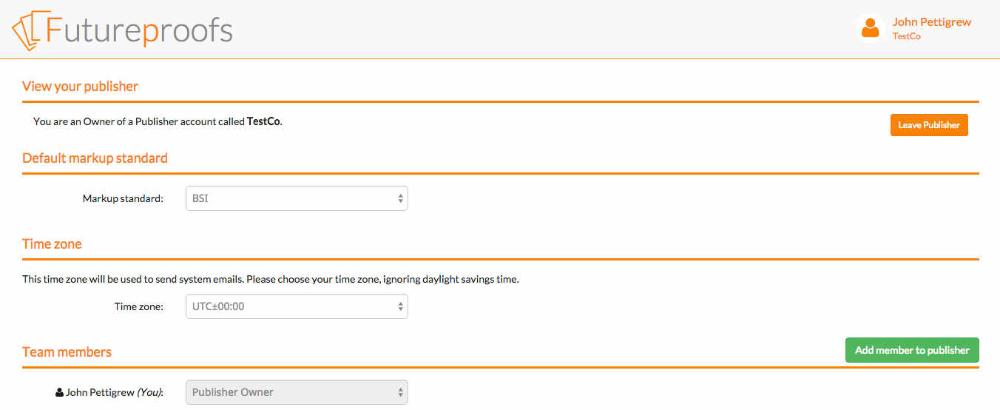 Futureproofs
John Pettigrew
TestCo
View your publisher
You are an Owner of a Publisher account called TestCo.
Leave Publisher
Default markup standard
Markup standard:
BSI
Time zone
This time zone will be used to send system emails. Please choose your time zone, ignoring daylight savings time.
Time zone:
UTC±00:00
Team members
Add member to publisher
John Pettigrew (You):
Publisher Owner